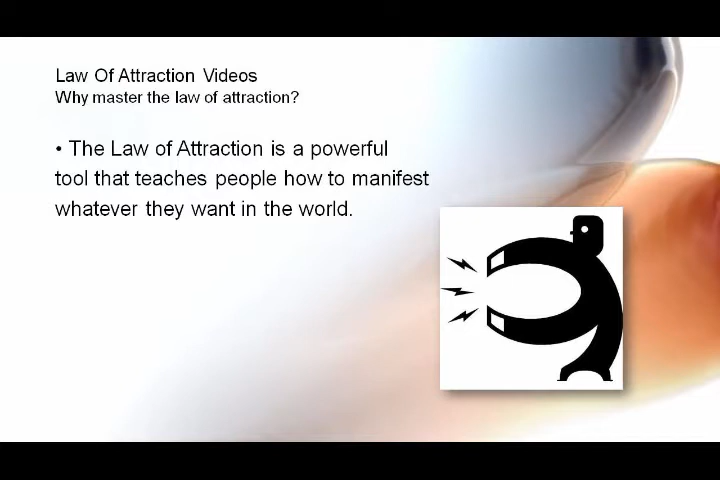 Law Of Attraction Videos
Why master the law of attraction?
• The Law of Attraction is a powerful
tool that teaches people how to manifest
whatever they want in the world.